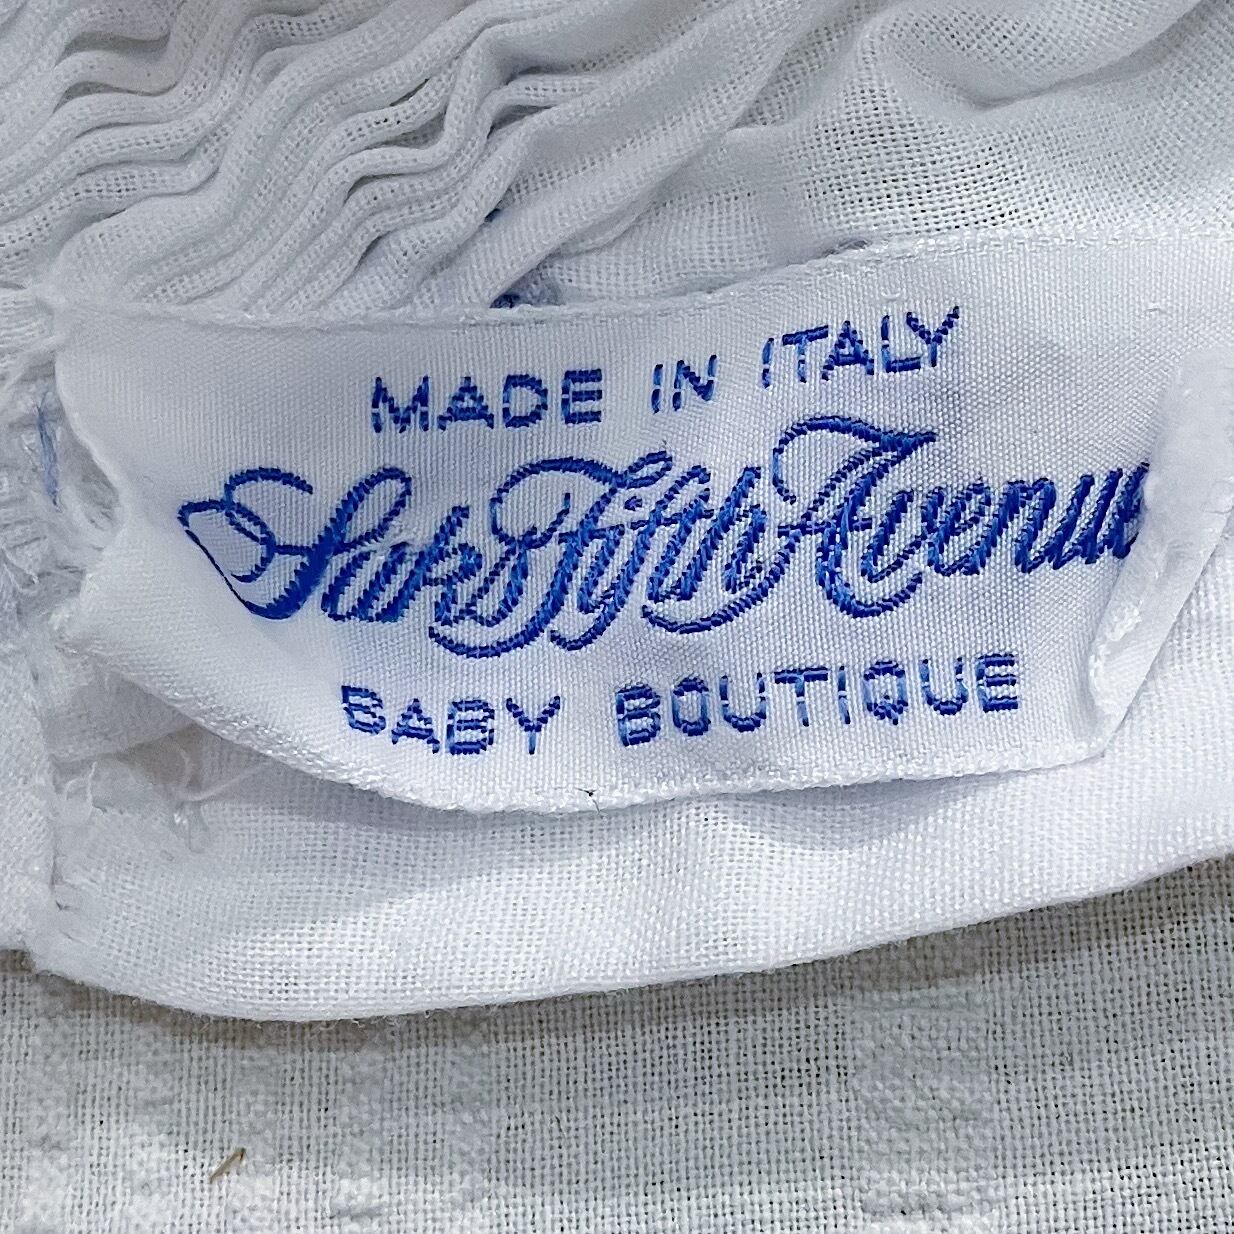 MADE IN ITALY
Saks Fifth Avenue
BABY BOUTIQUE